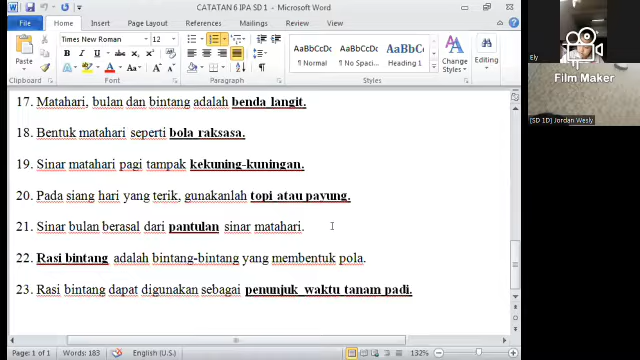 CATATAN 6 IPA SD 1 - Microsoft Word
File Home Insert Page Layout References Mailings Review View
Paste
Times New Roman 12
B I U abc
AaBbCcDc AaBbCcDc AaBbC
¶ Normal ¶ No Spaci... Heading 1
Change Styles
Editing
Clipboard Font Paragraph Styles
17. Matahari, bulan dan bintang adalah benda langit.
18. Bentuk matahari seperti bola raksasa.
19. Sinar matahari pagi tampak kekuning-kuningan.
20. Pada siang hari yang terik, gunakanlah topi atau payung.
21. Sinar bulan berasal dari pantulan sinar matahari.
22. Rasi bintang adalah bintang-bintang yang membentuk pola.
23. Rasi bintang dapat digunakan sebagai penunjuk waktu tanam padi.
Page: 1 of 1 Words: 183 English (U.S.) 132%
Ely
Film Maker
[SD 1D] Jordan Wesly